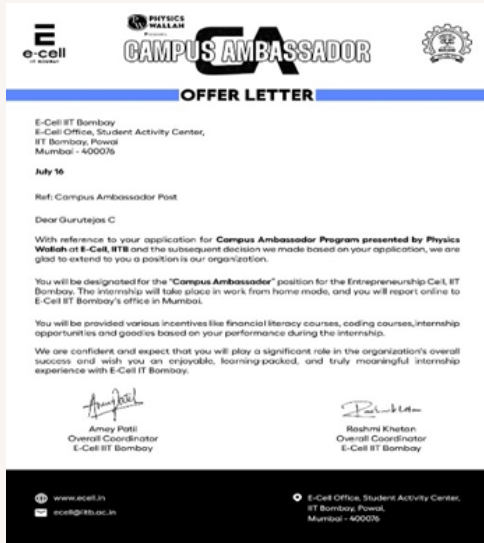 E
e-cell
IIT BOMBAY
PHYSICS
WALLAH
Presents
CA
CAMPUS AMBASSADOR
OFFER LETTER
E-Cell IIT Bombay
E-Cell Office, Student Activity Center,
IIT Bombay, Powai
Mumbai - 400076
July 16
Ref: Campus Ambassador Post
Dear Gurutejas C
With reference to your application for Campus Ambassador Program presented by Physics
Wallah at E-Cell, IITB and the subsequent decision we made based on your application, we are
glad to extend to you a position is our organization.
You will be designated for the "Campus Ambassador" position for the Entrepreneurship Cell, IIT
Bombay. The internship will take place in work from home mode, and you will report online to
E-Cell IIT Bombay's office in Mumbai.
You will be provided various incentives like financial literacy courses, coding courses,internship
opportunities and goodies based on your performance during the internship.
We are confident and expect that you will play a significant role in the organization's overall
success and wish you an enjoyable, learning-packed, and truly meaningful internship
experience with E-Cell IT Bombay.
Amey Patil
Overall Coordinator
E-Cell IIT Bombay
Rashmi Khetan
Overall Coordinator
E-Cell IIT Bombay
www.ecell.in
ecell@iitb.ac.in
E-Cell Office, Student Activity Center,
IIT Bombay, Powai,
Mumbai - 400076